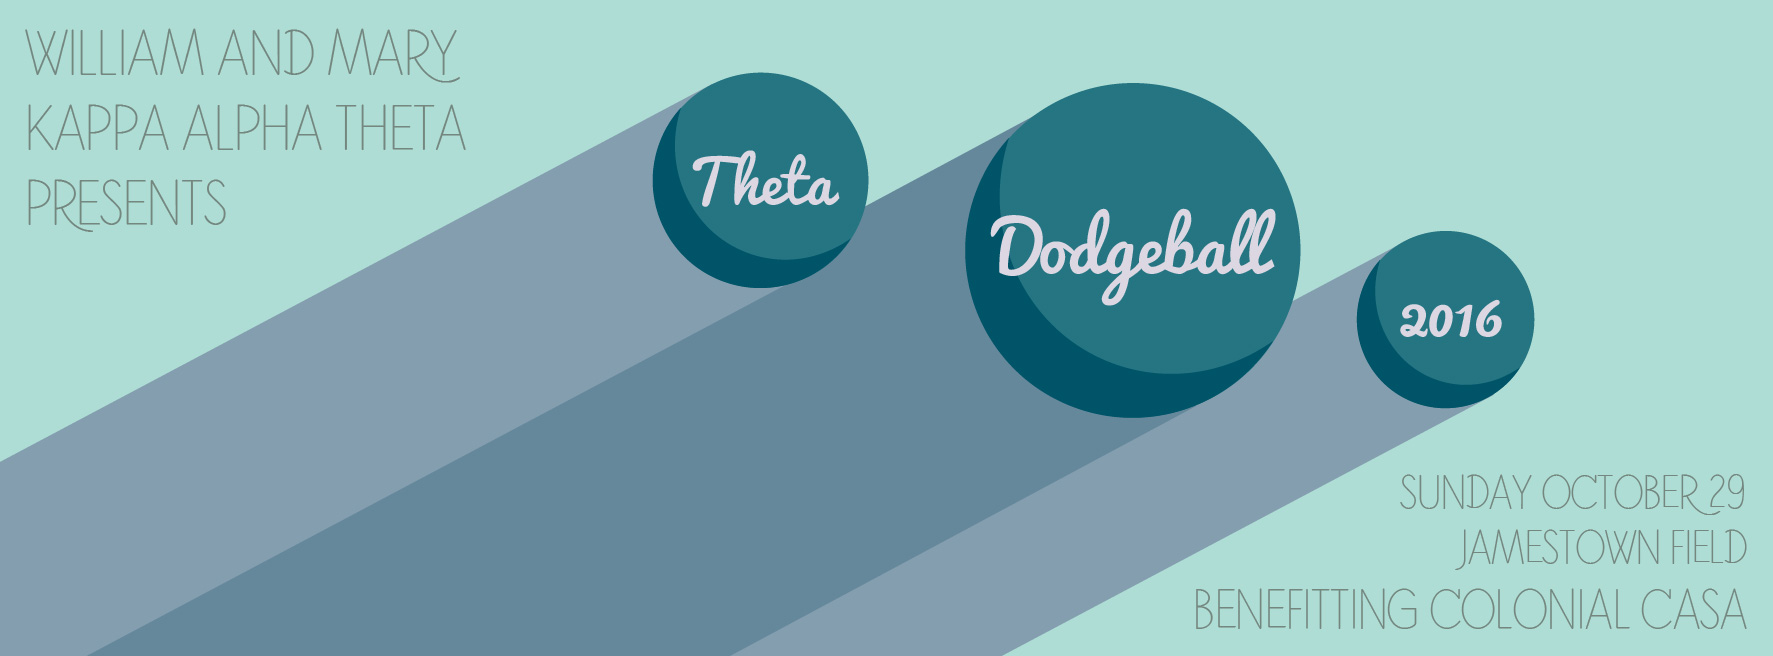 WILLIAM AND MARY
KAPPA ALPHA THETA
PRESENTS
Theta
Dodgeball
2016
SUNDAY OCTOBER 29
JAMESTOWN FIELD
BENEFITTING COLONIAL CASA